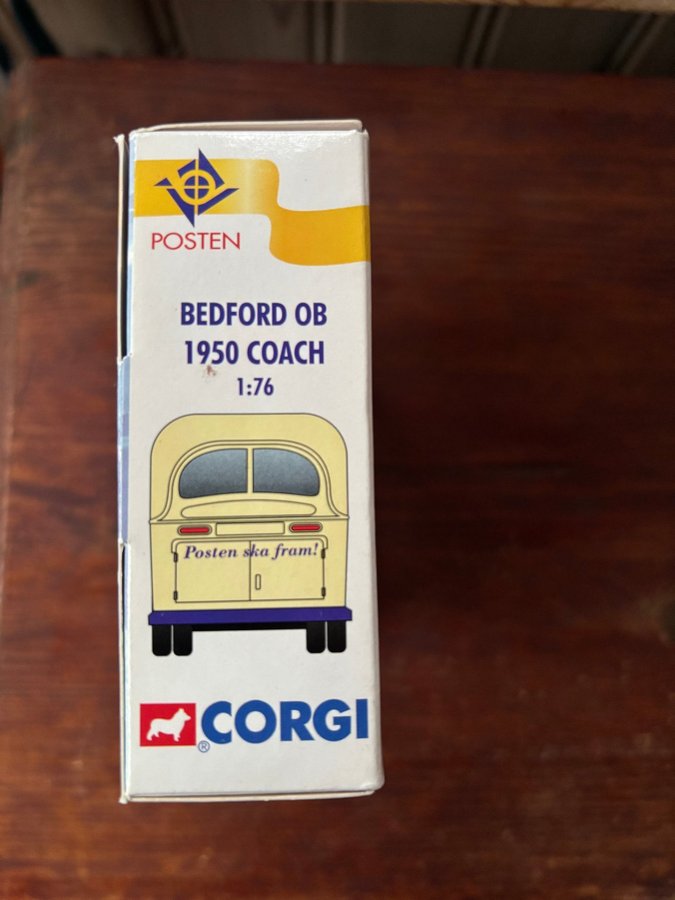 POSTEN
BEDFORD OB
1950 COACH
1:76
Posten ska fram!
CORGI
®